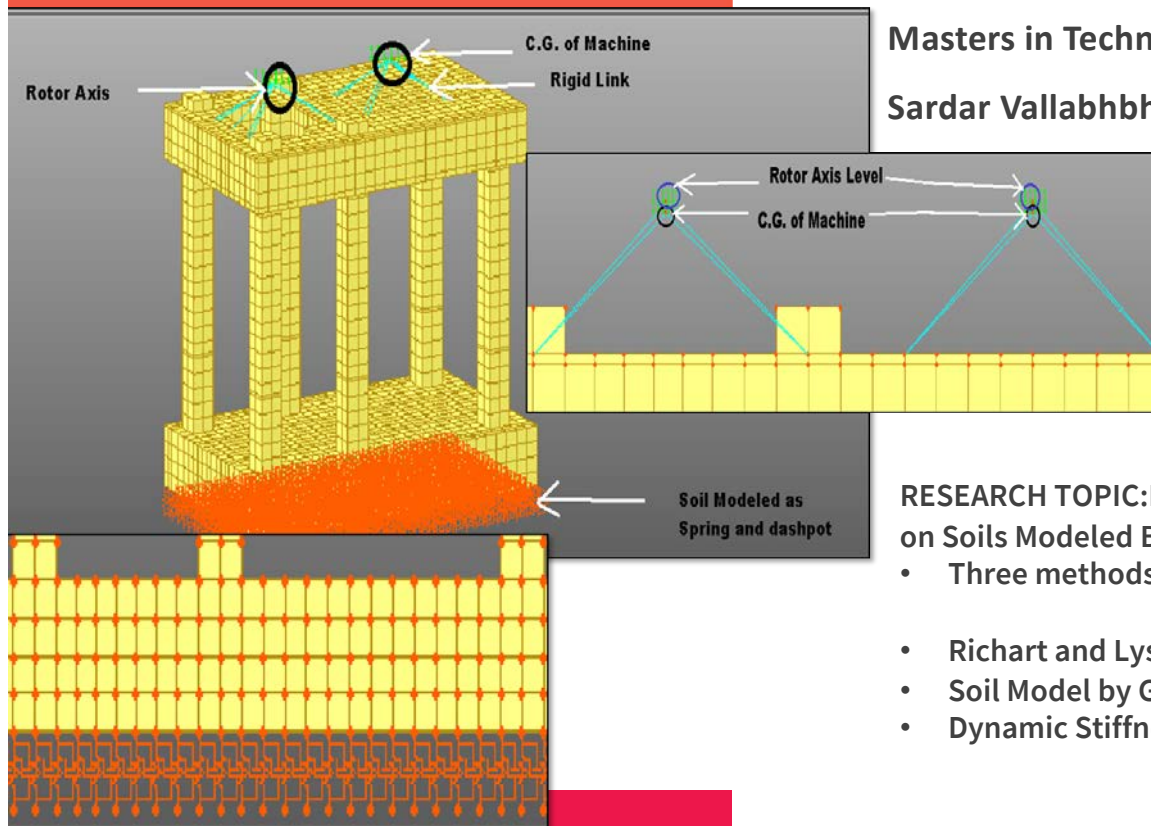 C.G. of Machine
Rigid Link
Rotor Axis
Soil Modeled as
Spring and dashpot
Rotor Axis Level
C.G. of Machine
Masters in Techn
Sardar Vallabhbh
RESEARCH TOPIC:
on Soils Modeled
• Three methods
• Richart and Lys
• Soil Model by G
• Dynamic Stiffn